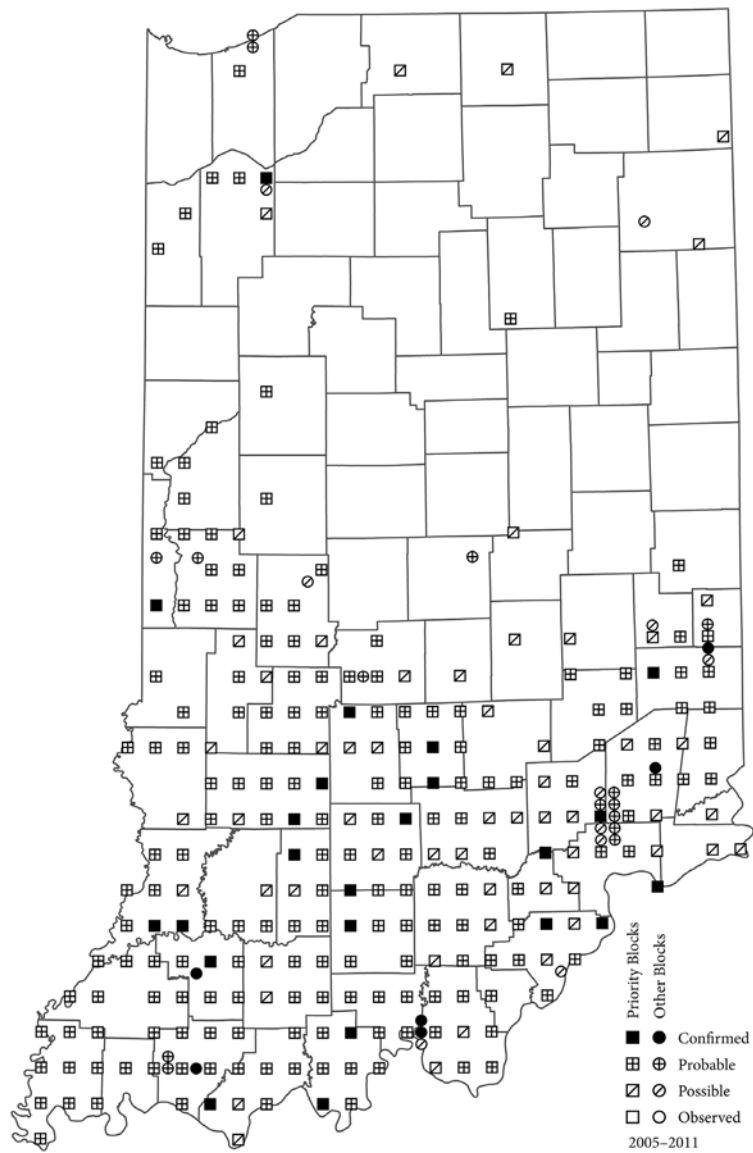 Priority Blocks
Other Blocks
Confirmed
Probable
Possible
Observed
2005–2011